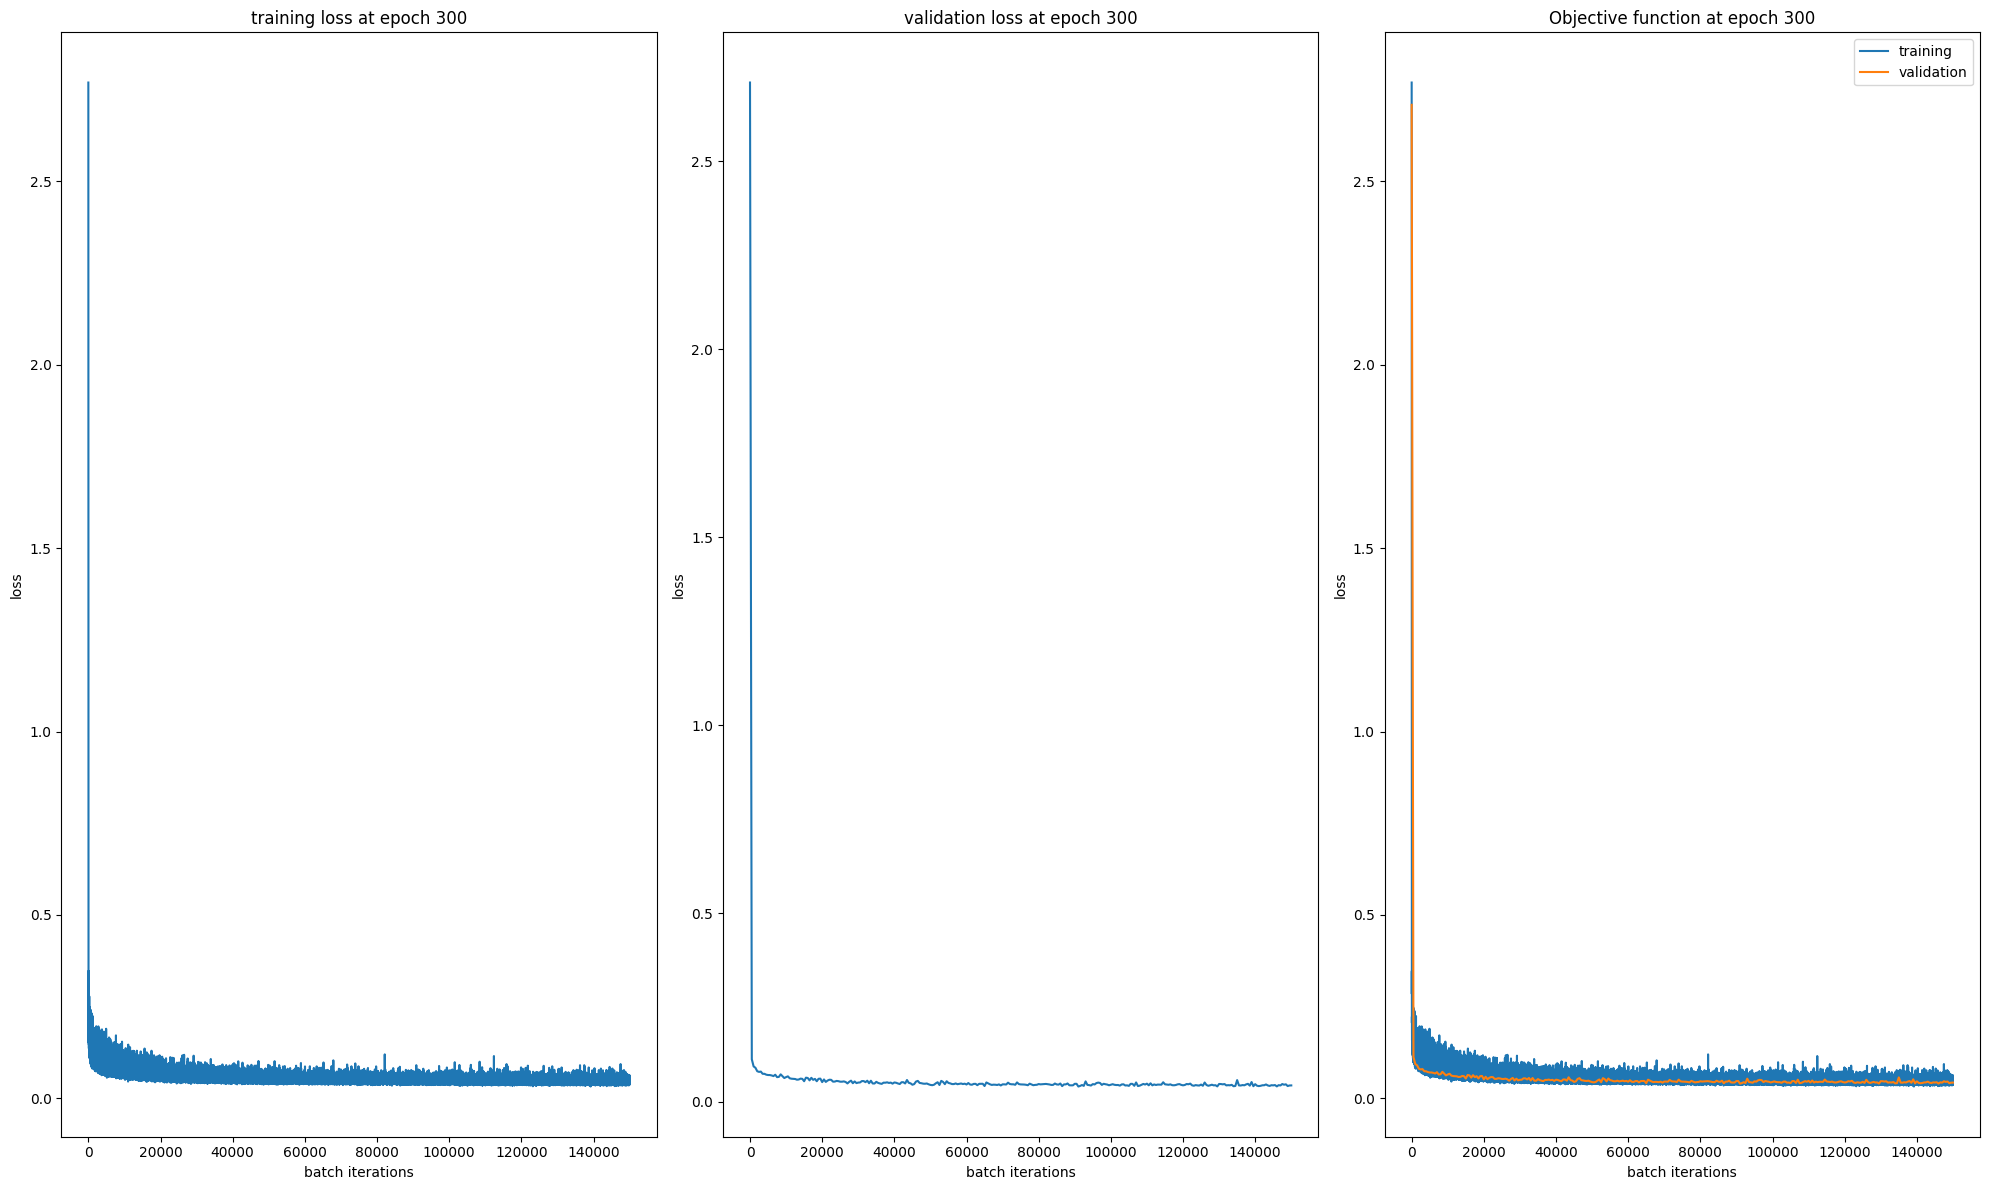 training loss at epoch 300
loss
2.5
2.0
1.5
1.0
0.5
0.0
0 20000 40000 60000 80000 100000 120000 140000
batch iterations
validation loss at epoch 300
loss
2.5
2.0
1.5
1.0
0.5
0.0
0 20000 40000 60000 80000 100000 120000 140000
batch iterations
Objective function at epoch 300
training
validation
loss
2.5
2.0
1.5
1.0
0.5
0.0
0 20000 40000 60000 80000 100000 120000 140000
batch iterations